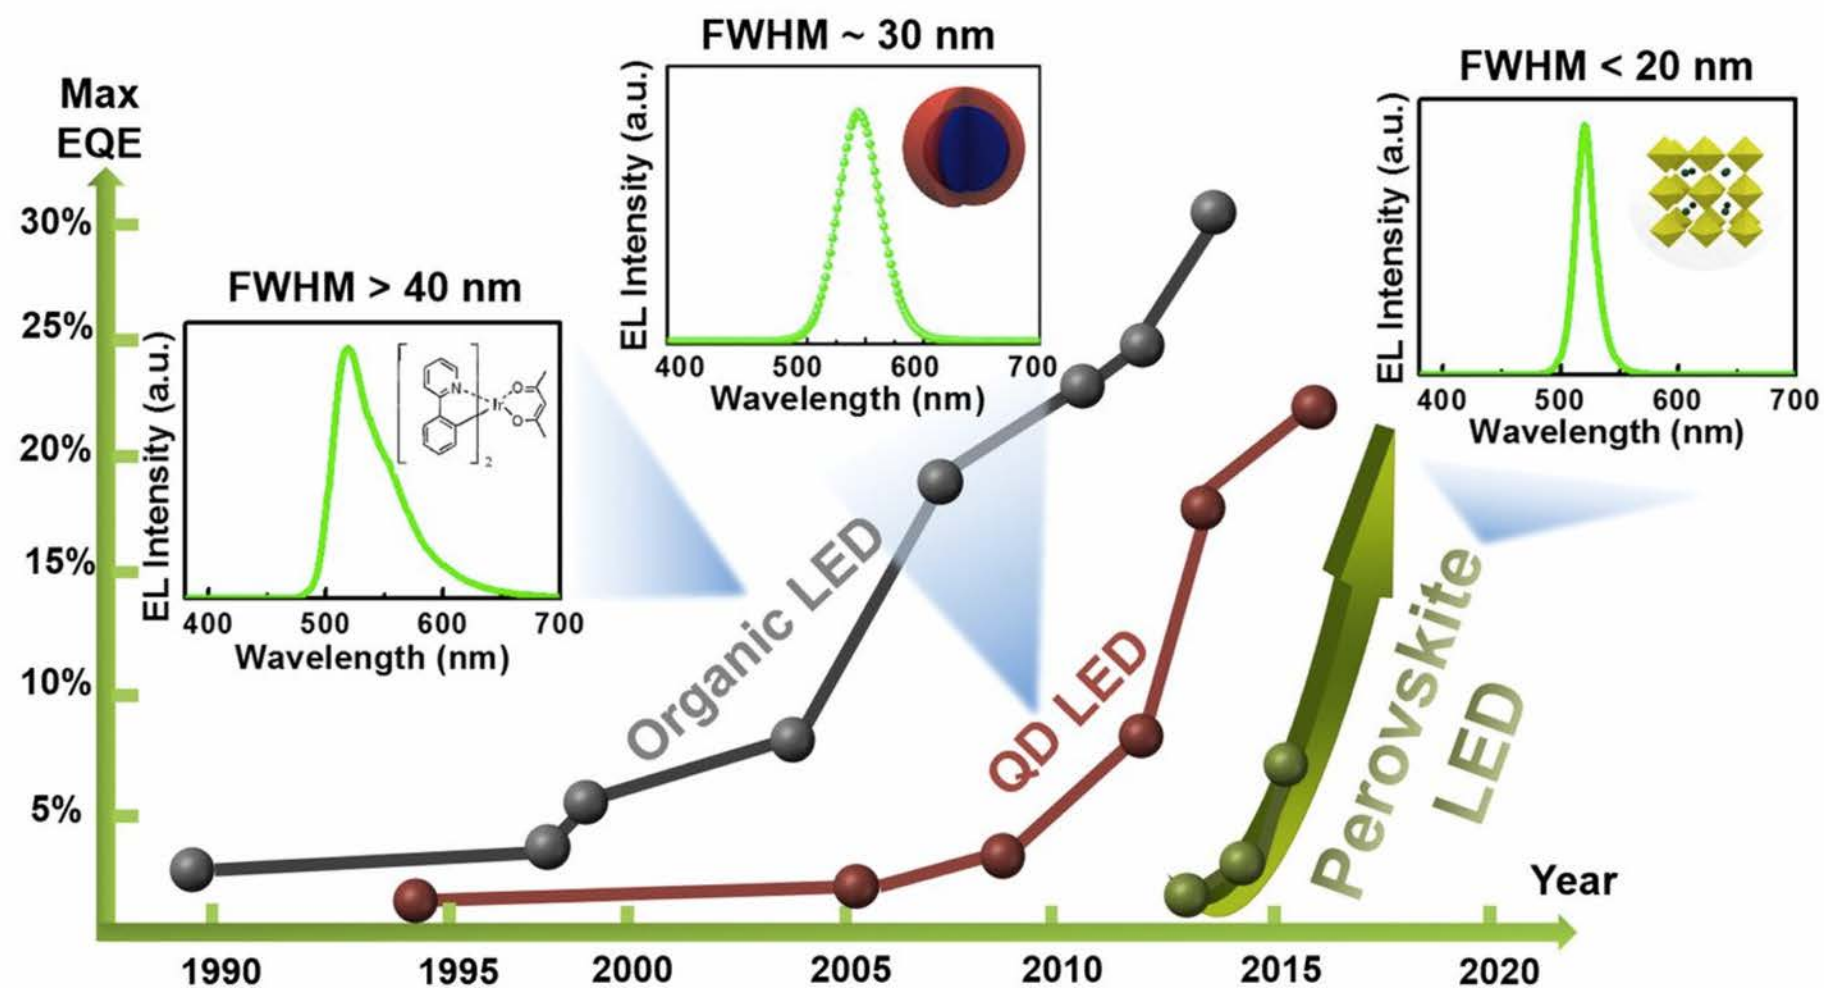 Max
EQE
30%
25%
20%
15%
10%
5%
FWHM > 40 nm
EL Intensity (a.u.)
N
Ir
O
O
2
400 500 600 700
Wavelength (nm)
FWHM ~ 30 nm
EL Intensity (a.u.)
400 500 600 700
Wavelength (nm)
FWHM < 20 nm
EL Intensity (a.u.)
400 500 600 700
Wavelength (nm)
Organic LED
QD LED
Perovskite
LED
Year
1990 1995 2000 2005 2010 2015 2020